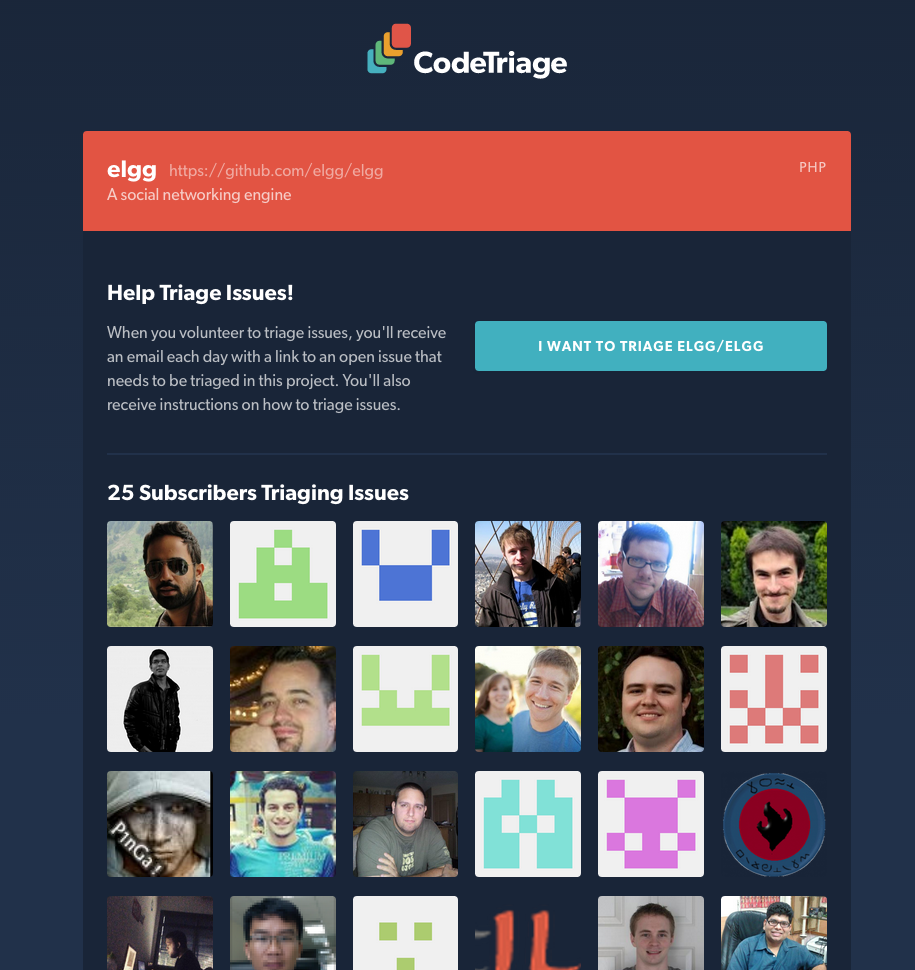 CodeTriage
elgg https://github.com/elgg/elgg
PHP
A social networking engine
Help Triage Issues!
When you volunteer to triage issues, you'll receive
an email each day with a link to an open issue that
needs to be triaged in this project. You'll also
receive instructions on how to triage issues.
I WANT TO TRIAGE ELGG/ELGG
25 Subscribers Triaging Issues
PinGa !
PREMIUM